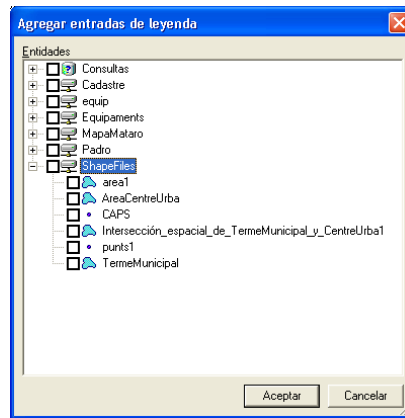 Agregar entradas de leyenda
Entidades
Consultas
Cadastre
equip
Equipaments
MapaMataro
Padro
ShapeFiles
area1
AreaCentreUrba
CAPS
Intersección_espacial_de_TermeMunicipal_y_CentreUrba1
punts1
TermeMunicipal
Aceptar Cancelar